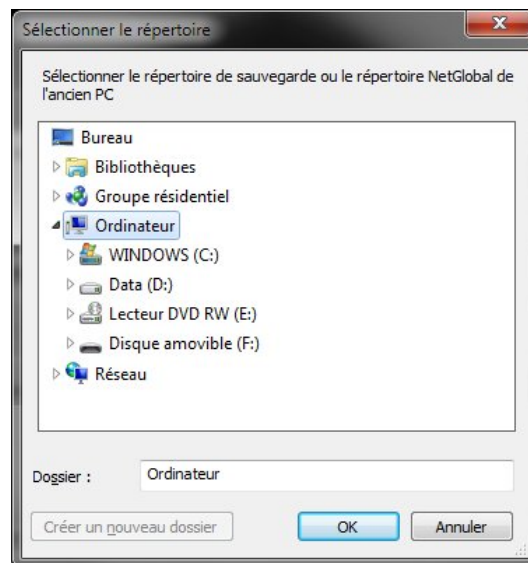 Sélectionner le répertoire
Sélectionner le répertoire de sauvegarde ou le répertoire NetGlobal de
l'ancien PC
Bureau
Bibliothèques
Groupe résidentiel
Ordinateur
WINDOWS (C:)
Data (D:)
Lecteur DVD RW (E:)
Disque amovible (F:)
Réseau
Dossier : Ordinateur
Créer un nouveau dossier OK Annuler